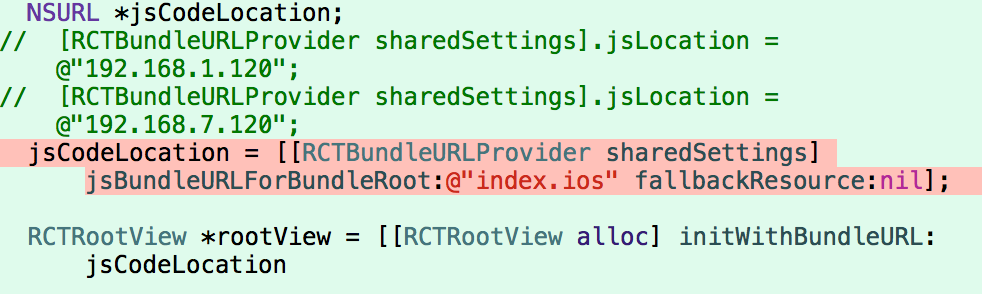 NSURL *jsCodeLocation;
//  [RCTBundleURLProvider sharedSettings].jsLocation =
@"192.168.1.120";
//  [RCTBundleURLProvider sharedSettings].jsLocation =
@"192.168.7.120";
jsCodeLocation = [[RCTBundleURLProvider sharedSettings]
jsBundleURLForBundleRoot:@"index.ios" fallbackResource:nil];
RCTRootView *rootView = [[RCTRootView alloc] initWithBundleURL:
jsCodeLocation